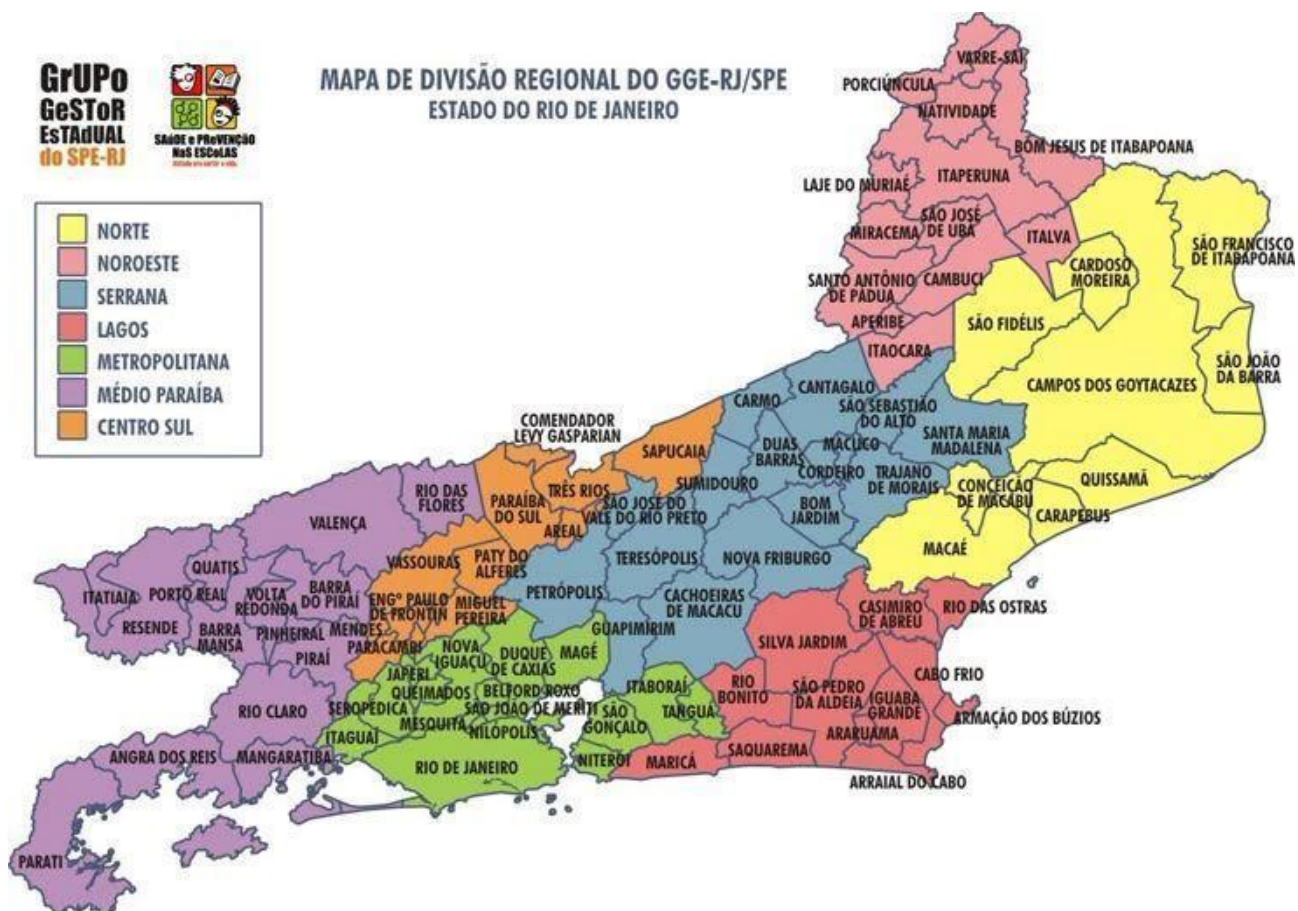 GrUPo
GeSToR
EsTAdUAL
do SPE-RJ
SAúDE e PReVENÇÃO
NaS ESCoLAS
MAPA DE DIVISÃO REGIONAL DO GGE-RJ/SPE
ESTADO DO RIO DE JANEIRO
NORTE
NOROESTE
SERRANA
LAGOS
METROPOLITANA
MÉDIO PARAÍBA
CENTRO SUL
VARRE-SAI
PORCIÚNCULA
NATIVIDADE
BOM JESUS DE ITABAPOANA
ITAPERUNA
LAJE DO MURIAÉ
SÃO JOSÉ
DE UBÁ
MIRACEMA
ITALVA
SÃO FRANCISCO
DE ITABAPOANA
CARDOSO
MOREIRA
SANTO ANTÔNIO
DE PÁDUA
CAMBUCI
APERIBE
SÃO FIDÉLIS
ITAOCARA
SÃO JOÃO
DA BARRA
CAMPOS DOS GOYTACAZES
CANTAGALO
CARMO
SÃO SEBASTIÃO
DO ALTO
SANTA MARIA
MADALENA
COMENDADOR
LEVY GASPARIAN
SAPUCAIA
DUAS
BARRAS
MACUCO
CORDEIRO
TRAJANO
DE MORAIS
SUMIDOURO
CONCEIÇÃO
DE MACABU
QUISSAMÃ
CARAPEBUS
RIO DAS
FLORES
PARAÍBA
DO SUL
TRÊS RIOS
SÃO JOSÉ DO
VALE DO RIO PRETO
BOM
JARDIM
VALENÇA
AREAL
MACAÉ
VASSOURAS
PATY DO
ALFERES
TERESÓPOLIS
NOVA FRIBURGO
QUATIS
ITATIAIA
PORTO REAL
VOLTA
REDONDA
BARRA
DO PIRAÍ
ENGº PAULO
DE FRONTIN
MIGUEL
PEREIRA
PETRÓPOLIS
CACHOEIRAS
DE MACACU
CASIMIRO
DE ABREU
RIO DAS OSTRAS
RESENDE
BARRA
MANSA
PINHEIRAL
MENDES
GUAPIMIRIM
SILVA JARDIM
PIRAÍ
PARACAMBI
NOVA
IGUAÇU
DUQUE
DE CAXIAS
MAGÉ
JAPERI
QUEIMADOS
BELFORD ROXO
ITABORAÍ
RIO
BONITO
SÃO PEDRO
DA ALDEIA
IGUABA
GRANDE
CABO FRIO
RIO CLARO
SEROPÉDICA
SÃO JOÃO DE MERITI
SÃO
GONÇALO
TANGUÁ
ARMAÇÃO DOS BÚZIOS
ITAGUAÍ
MESQUITA
NILÓPOLIS
ARARUAMA
ANGRA DOS REIS
MANGARATIBA
RIO DE JANEIRO
NITERÓI
MARICÁ
SAQUAREMA
ARRAIAL DO CABO
PARATI